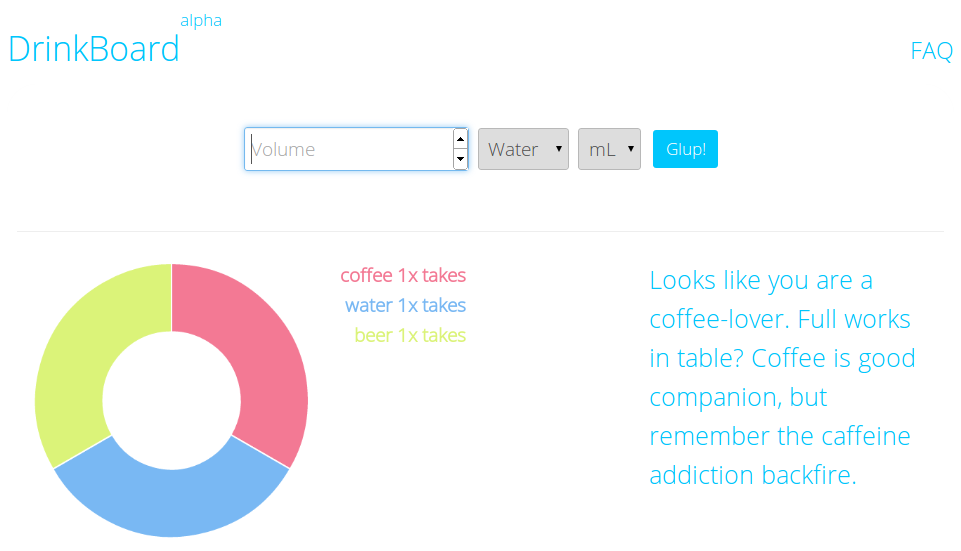 alpha
DrinkBoard
FAQ
Volume
Water
mL
Glup!
coffee 1x takes
water 1x takes
beer 1x takes
Looks like you are a
coffee-lover. Full works
in table? Coffee is good
companion, but
remember the caffeine
addiction backfire.